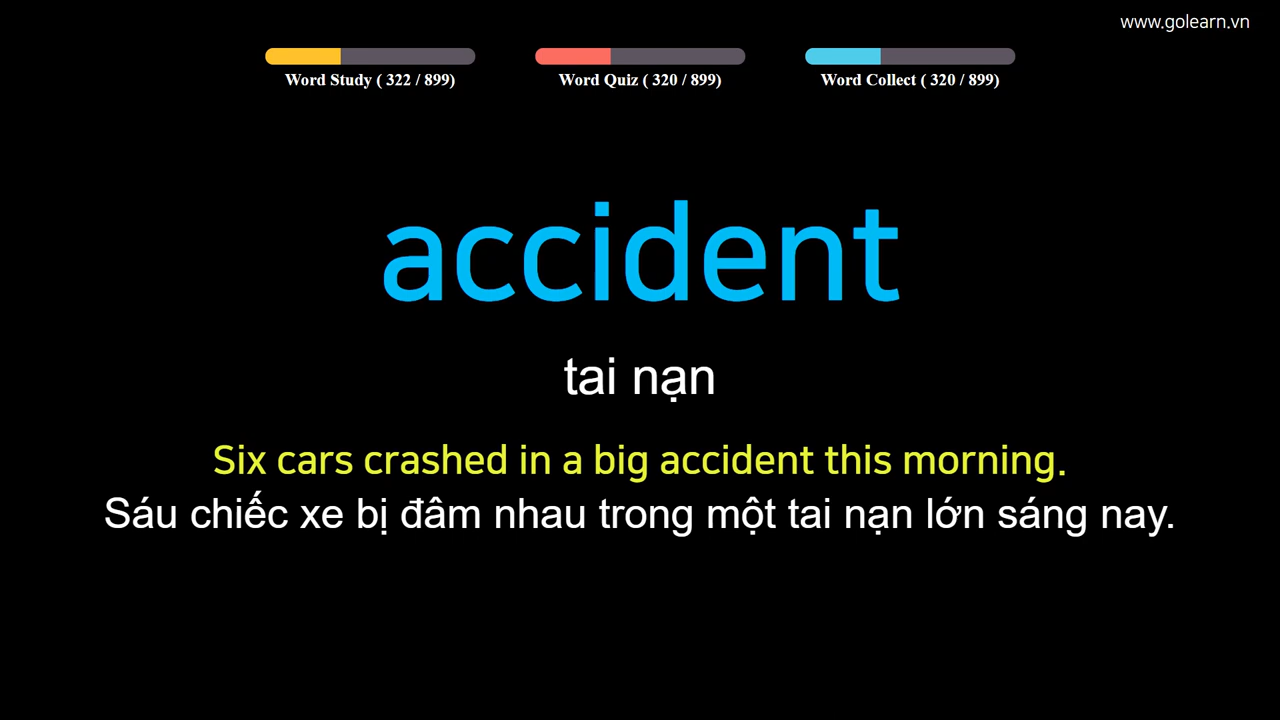 www.golearn.vn
Word Study ( 322 / 899) Word Quiz ( 320 / 899) Word Collect ( 320 / 899)
accident
tai nạn
Six cars crashed in a big accident this morning.
Sáu chiếc xe bị đâm nhau trong một tai nạn lớn sáng nay.